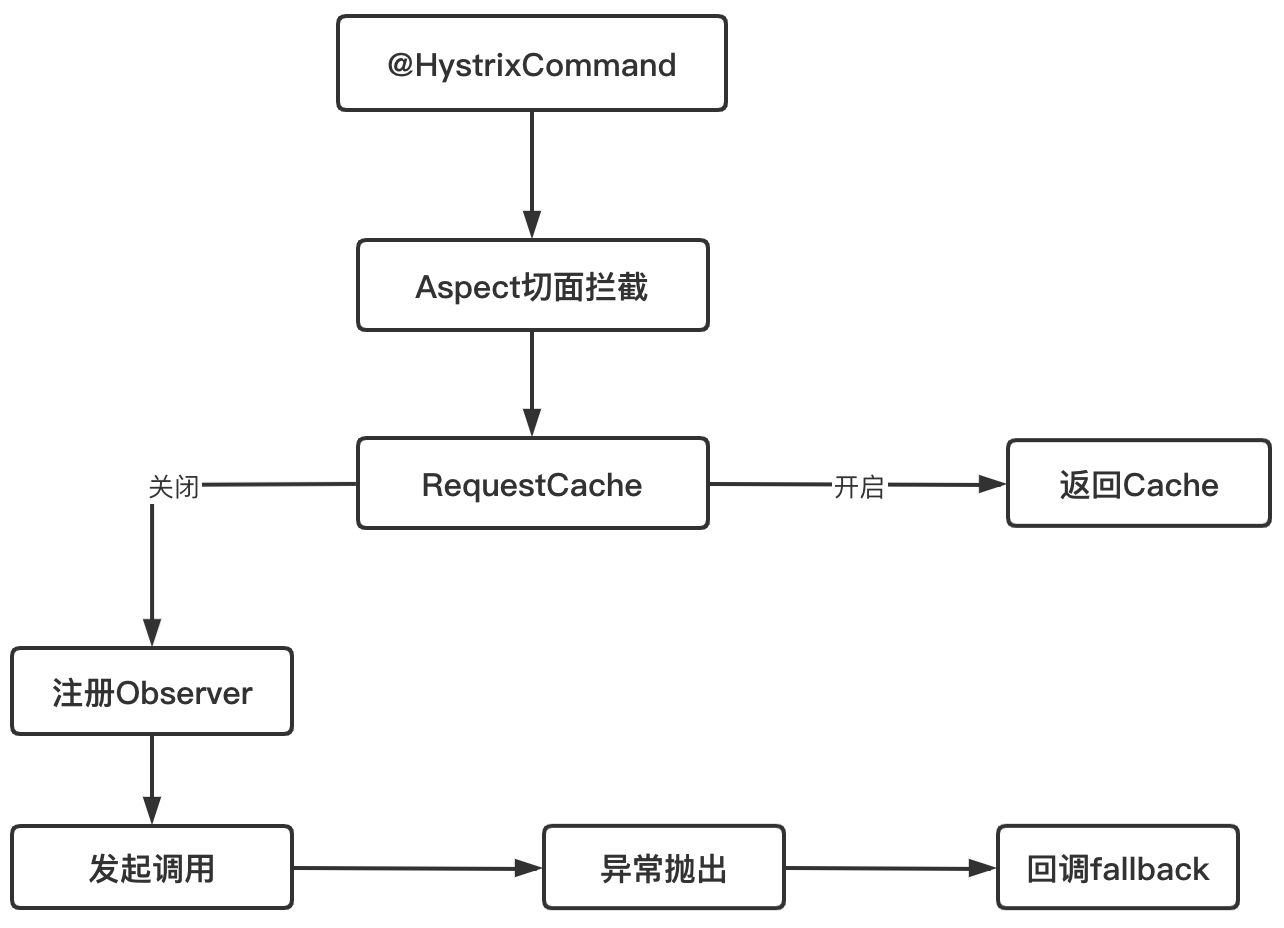 @HystrixCommand
Aspect切面拦截
关闭
RequestCache
开启
返回Cache
注册Observer
发起调用
异常抛出
回调fallback